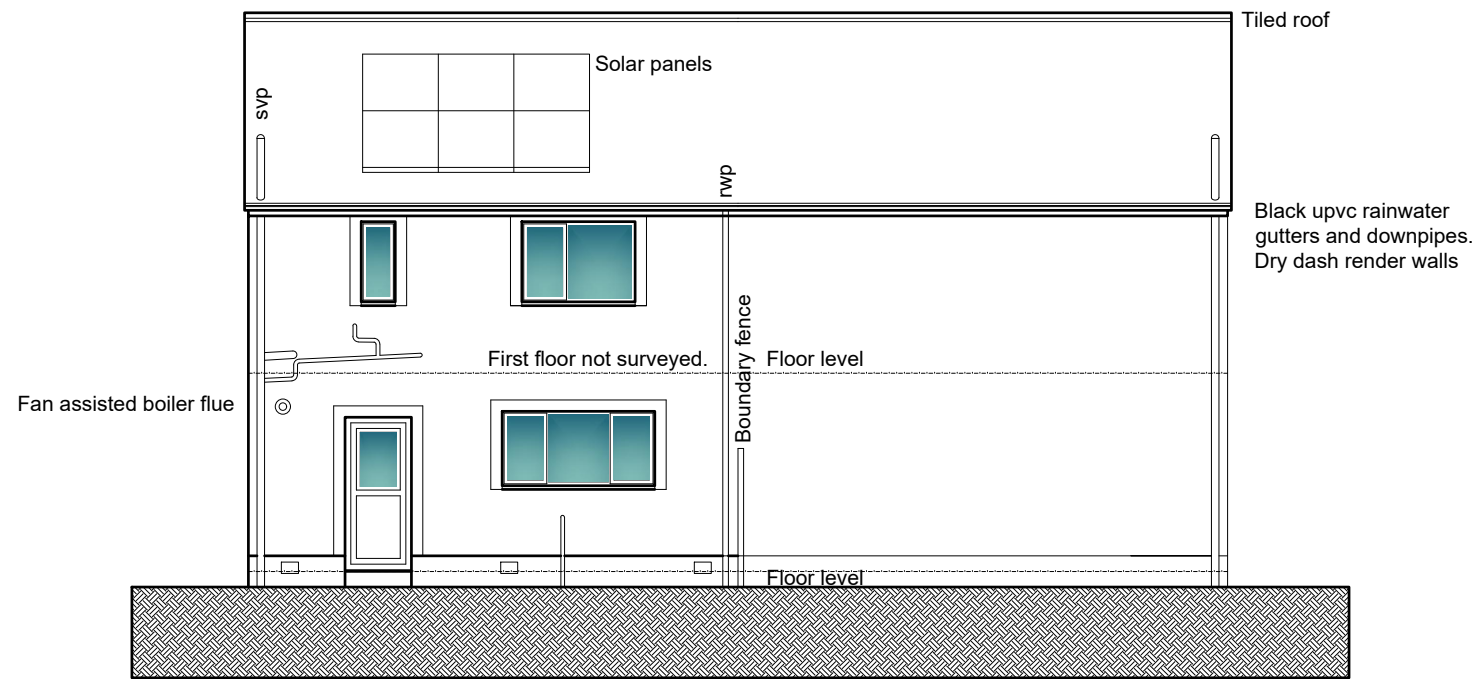 Tiled roof
Solar panels
svp
rwp
Black upvc rainwater
gutters and downpipes.
Dry dash render walls
Boundary fence
First floor not surveyed.
Floor level
Fan assisted boiler flue
Floor level